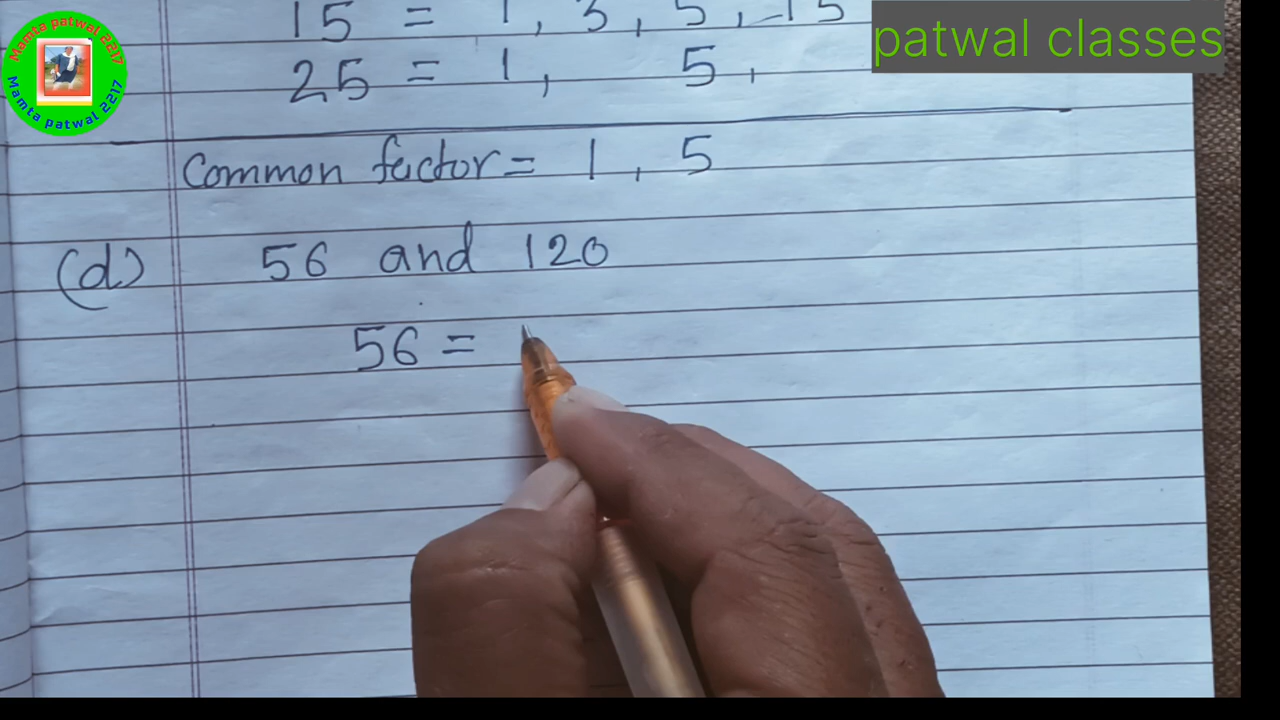 Mamta patwal 2217
Mamta patwal 2217
patwal classes
15 = 1, 3, 5, 15
25 = 1, 5,
Common factor = 1, 5
(d) 56 and 120
56 =